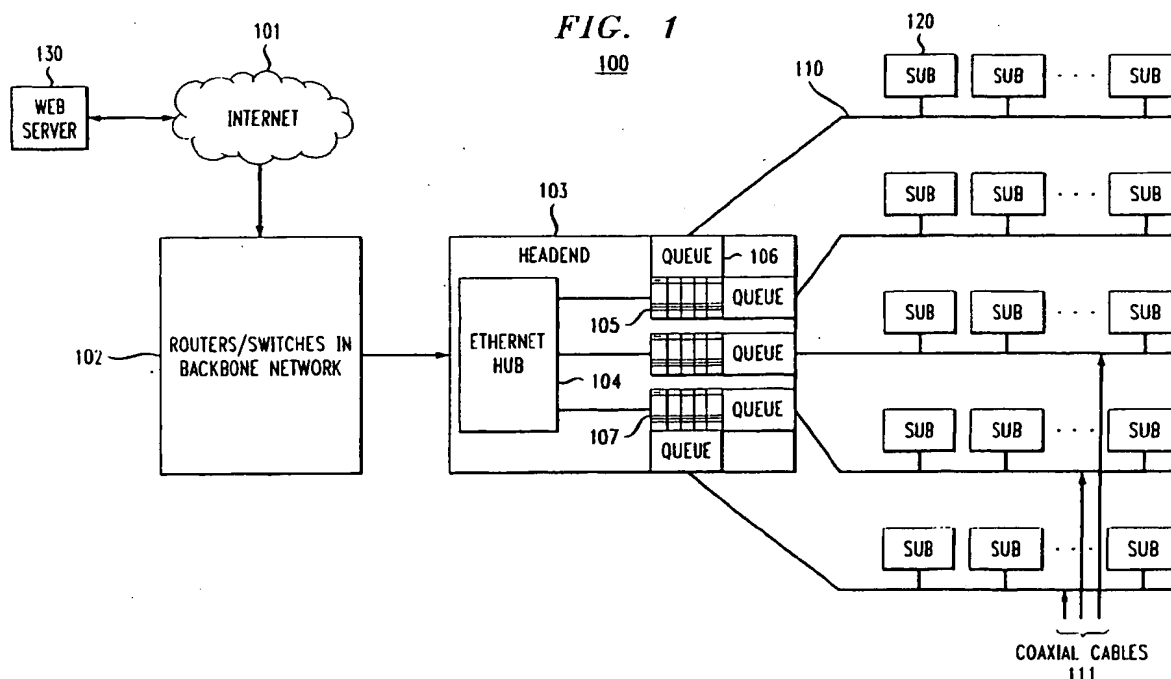 FIG. 1
100
130
WEB
SERVER
101
INTERNET
102
ROUTERS/SWITCHES IN
BACKBONE NETWORK
103
HEADEND
ETHERNET
HUB
104
QUEUE
106
105
QUEUE
QUEUE
107
QUEUE
QUEUE
110
120
SUB
SUB
· · ·
SUB
SUB
SUB
· · ·
SUB
SUB
SUB
· · ·
SUB
SUB
SUB
· · ·
SUB
SUB
SUB
· · ·
SUB
COAXIAL CABLES
111